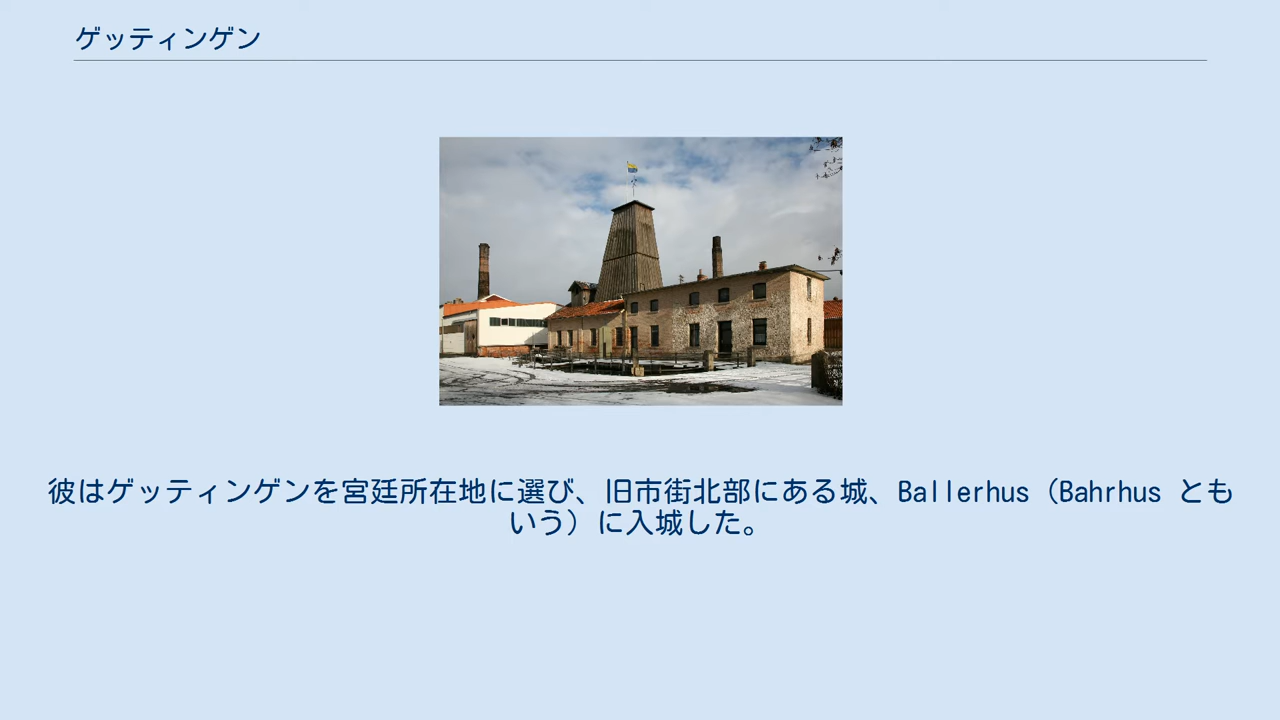 ゲッティンゲン
彼はゲッティンゲンを宮廷所在地に選び、旧市街北部にある城、Ballerhus（Bahrhus とも
いう）に入城した。